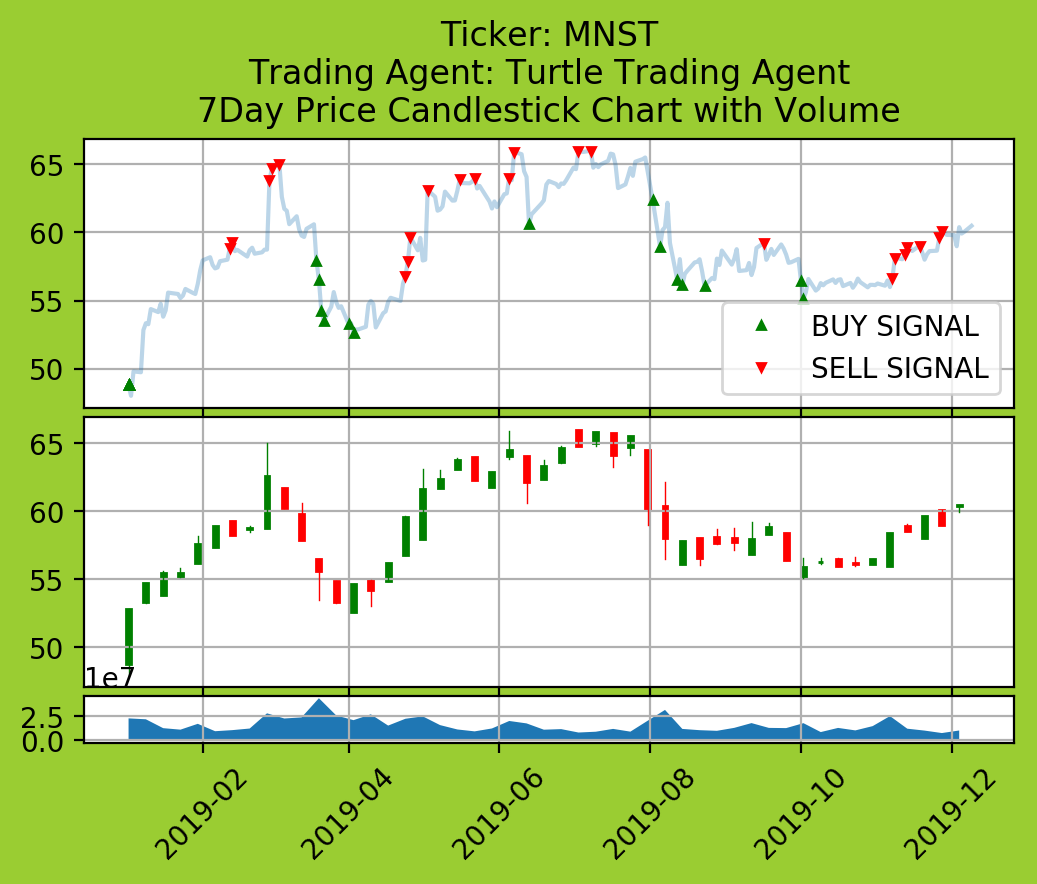 Ticker: MNST
Trading Agent: Turtle Trading Agent
7Day Price Candlestick Chart with Volume
65
60
55
50
BUY SIGNAL
SELL SIGNAL
65
60
55
50
1e7
2.5
0.0
2019-02
2019-04
2019-06
2019-08
2019-10
2019-12